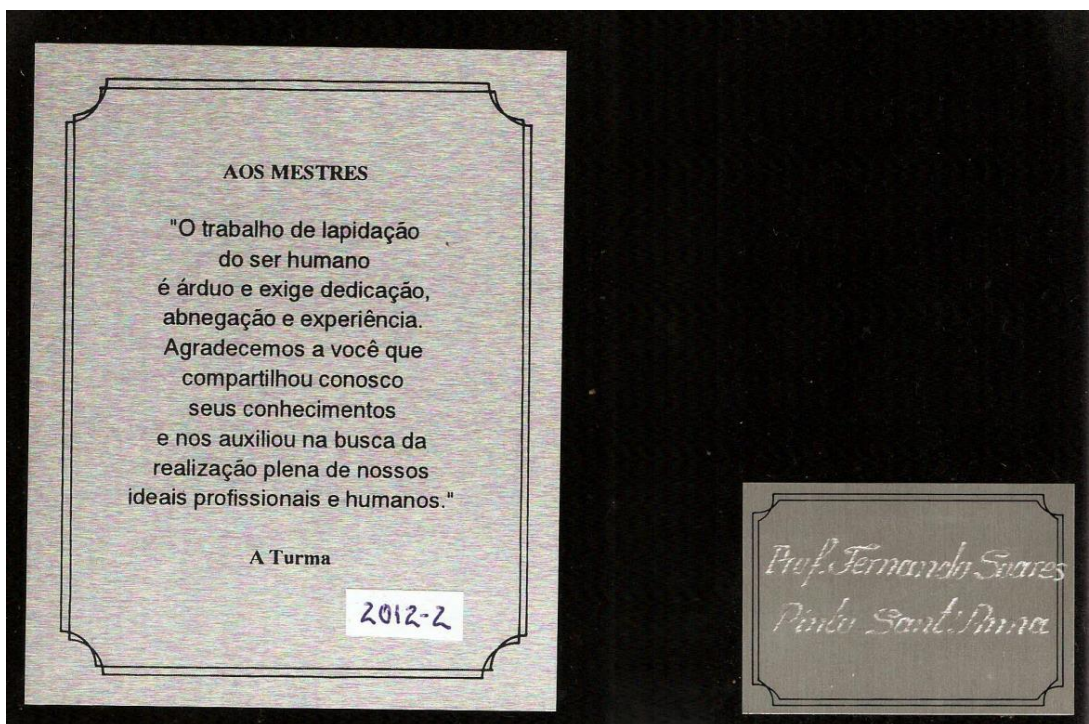 AOS MESTRES
"O trabalho de lapidação
do ser humano
é árduo e exige dedicação,
abnegação e experiência.
Agradecemos a você que
compartilhou conosco
seus conhecimentos
e nos auxiliou na busca da
realização plena de nossos
ideais profissionais e humanos."
A Turma
2012-2
Prof. Fernando Soares
Pinto Sant'Anna